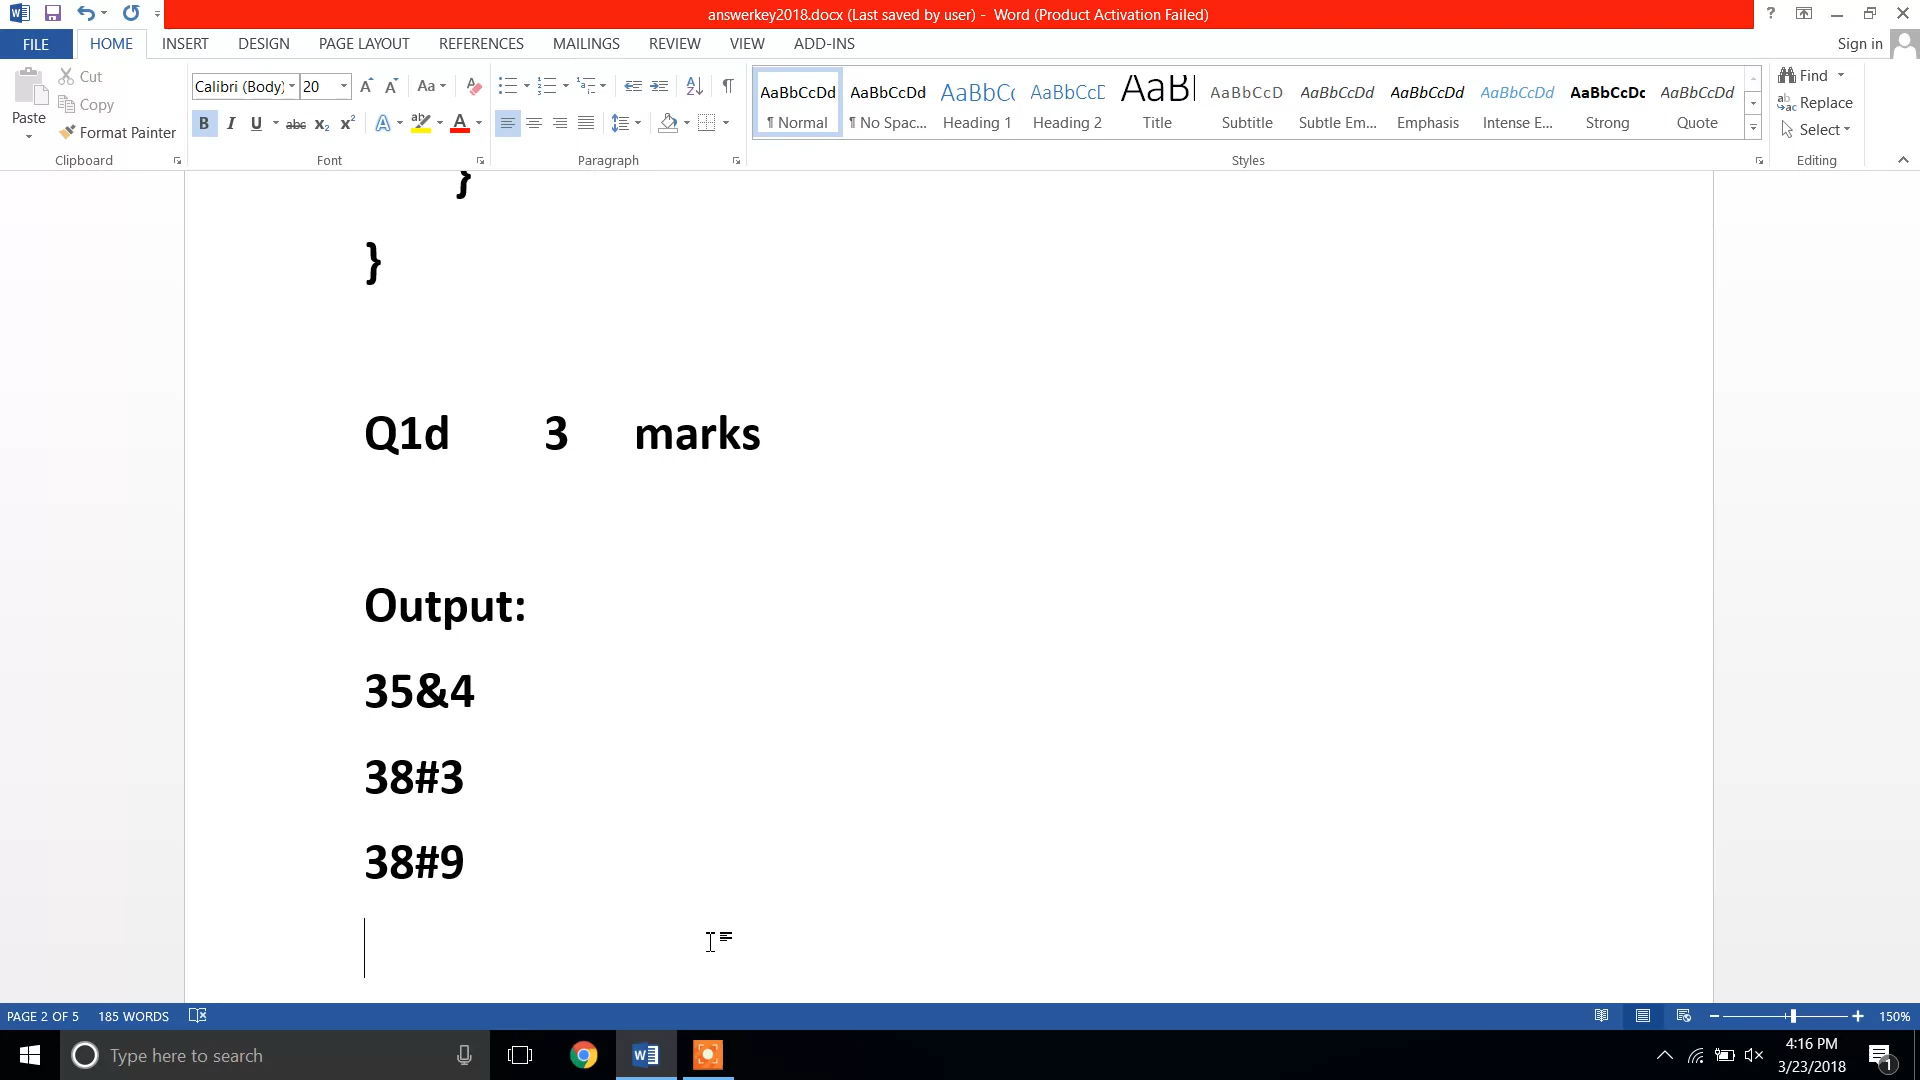 answerkey2018.docx (Last saved by user) - Word (Product Activation Failed)
FILE HOME INSERT DESIGN PAGE LAYOUT REFERENCES MAILINGS REVIEW VIEW ADD-INS Sign in
Paste
Cut
Copy
Format Painter
Clipboard
Calibri (Body) 20
Font
Paragraph
AaBbCcDd ¶ Normal
AaBbCcDd ¶ No Spac...
AaBbC Heading 1
AaBbCc Heading 2
AaB Title
AaBbCcD Subtitle
AaBbCcDd Subtle Em...
AaBbCcDd Emphasis
AaBbCcDd Intense E...
AaBbCcDc Strong
AaBbCcDd Quote
Styles
Find
Replace
Select
Editing
}
}
Q1d 3 marks
Output:
35&4
38#3
38#9
PAGE 2 OF 5 185 WORDS 150%
Type here to search
4:16 PM
3/23/2018
1